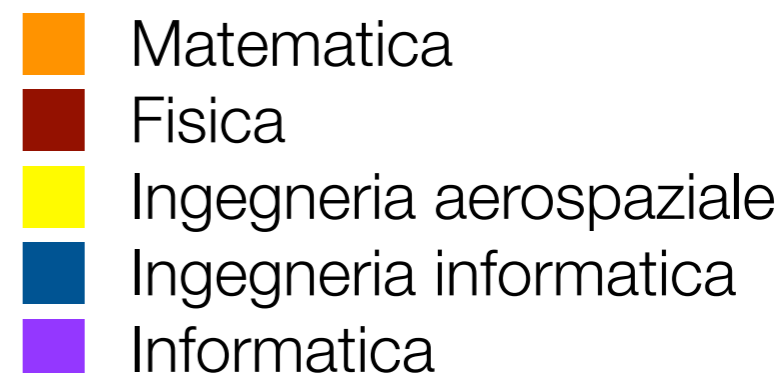 Matematica
Fisica
Ingegneria aerospaziale
Ingegneria informatica
Informatica